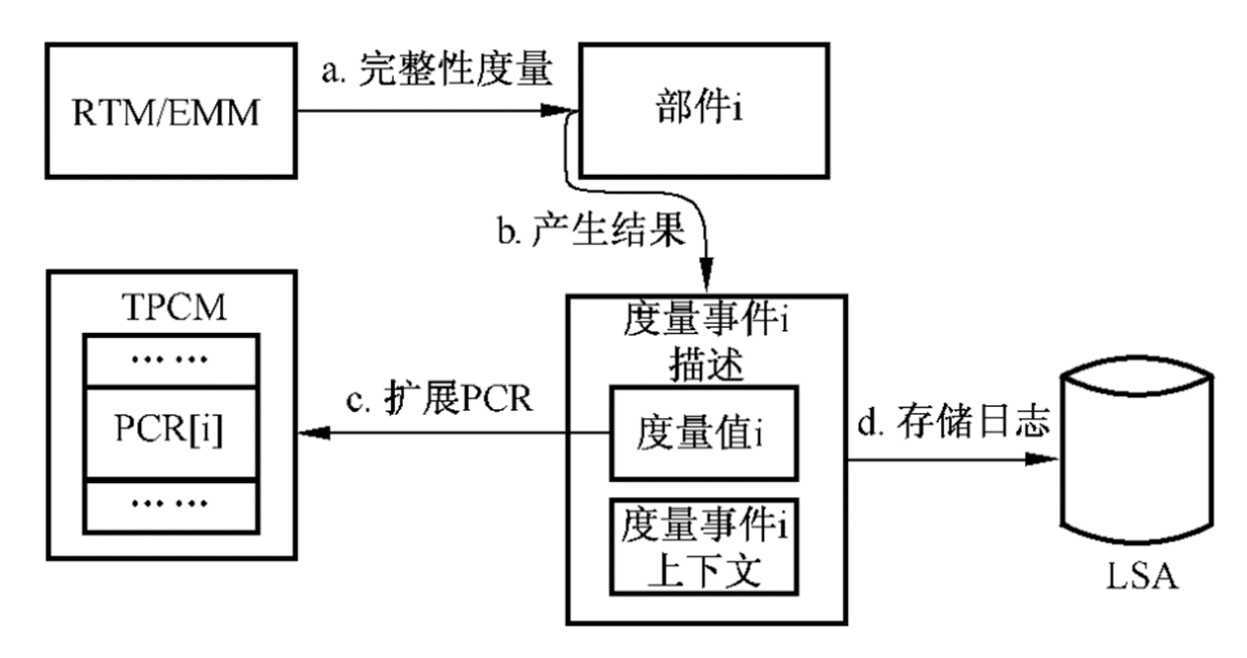 a. 完整性度量
RTM/EMM
部件i
b. 产生结果
TPCM
…… 
PCR[i]
……
c. 扩展PCR
度量事件i
描述
度量值i
度量事件i
上下文
d. 存储日志
LSA